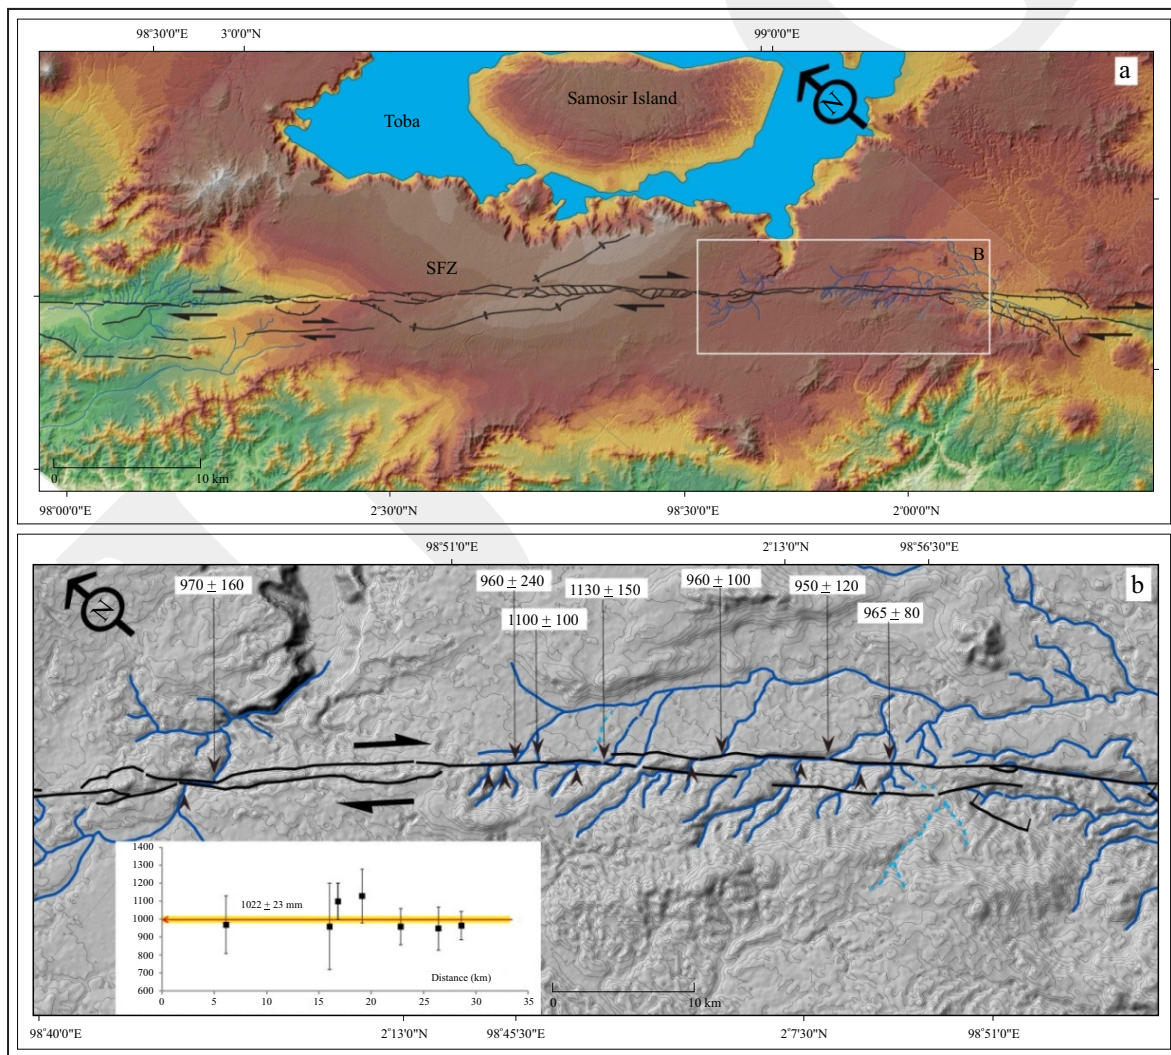 98°30'0"E
3°0'0"N
99°0'0"E
a
N
Samosir Island
Toba
SFZ
B
0
10 km
98°00'0"E
2°30'0"N
98°30'0"E
2°00'0"N
98°51'0"E
2°13'0"N
98°56'30"E
b
N
970 ± 160
960 ± 240
1130 ± 150
960 ± 100
950 ± 120
1100 ± 100
965 ± 80
1400
1300
1200
1100
1000
900
800
700
600
1022 ± 23 mm
Distance (km)
0
5
10
15
20
25
30
35
0
10 km
98°40'0"E
2°13'0"N
98°45'30"E
2°7'30"N
98°51'0"E